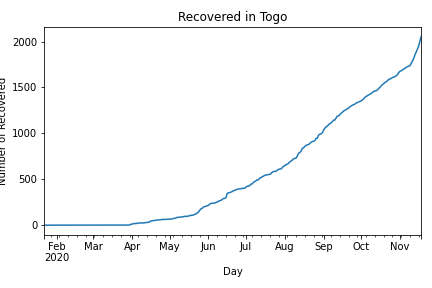 Recovered in Togo
Number of Recovered
2000
1500
1000
500
0
Feb Mar Apr May Jun Jul Aug Sep Oct Nov
2020
Day